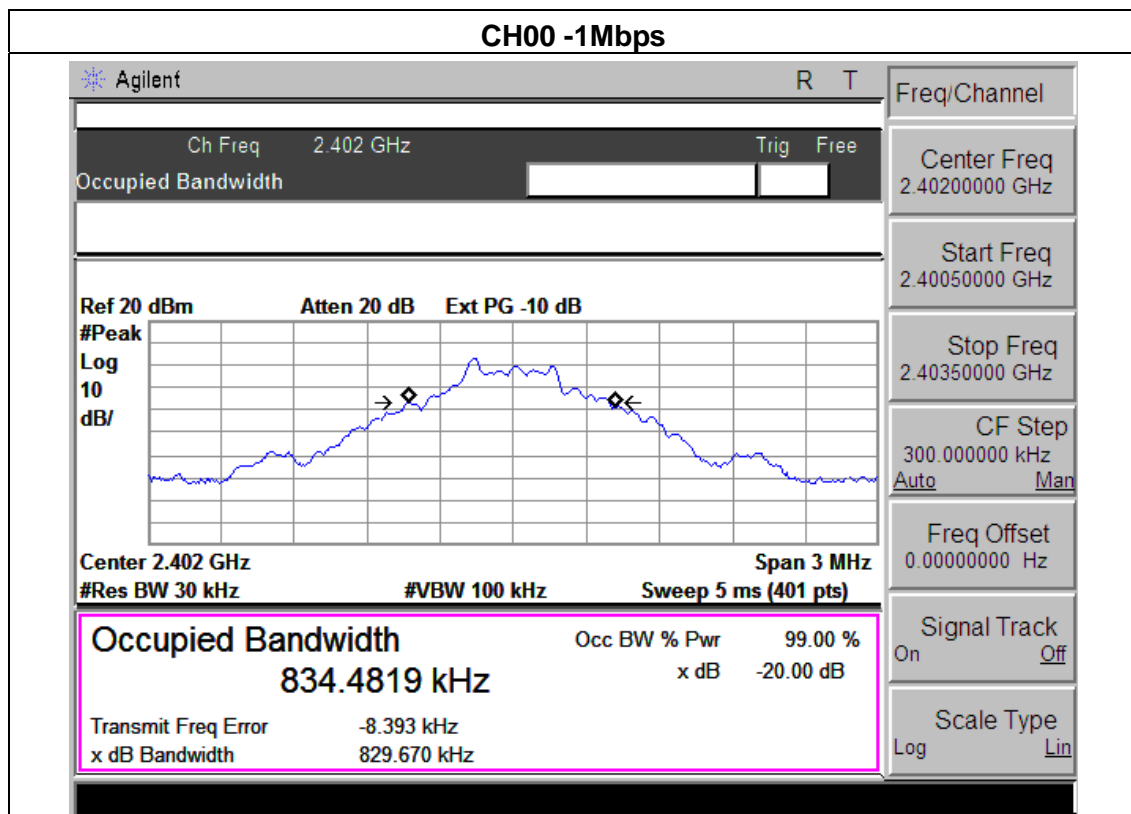 CH00 -1Mbps
Agilent R T
Ch Freq 2.402 GHz Trig Free
Occupied Bandwidth
Ref 20 dBm Atten 20 dB Ext PG -10 dB
#Peak
Log
10
dB/
Center 2.402 GHz Span 3 MHz
#Res BW 30 kHz #VBW 100 kHz Sweep 5 ms (401 pts)
Occupied Bandwidth Occ BW % Pwr 99.00 %
834.4819 kHz x dB -20.00 dB
Transmit Freq Error -8.393 kHz
x dB Bandwidth 829.670 kHz
Freq/Channel
Center Freq
2.40200000 GHz
Start Freq
2.40050000 GHz
Stop Freq
2.40350000 GHz
CF Step
300.000000 kHz
Auto Man
Freq Offset
0.00000000 Hz
Signal Track
On Off
Scale Type
Log Lin